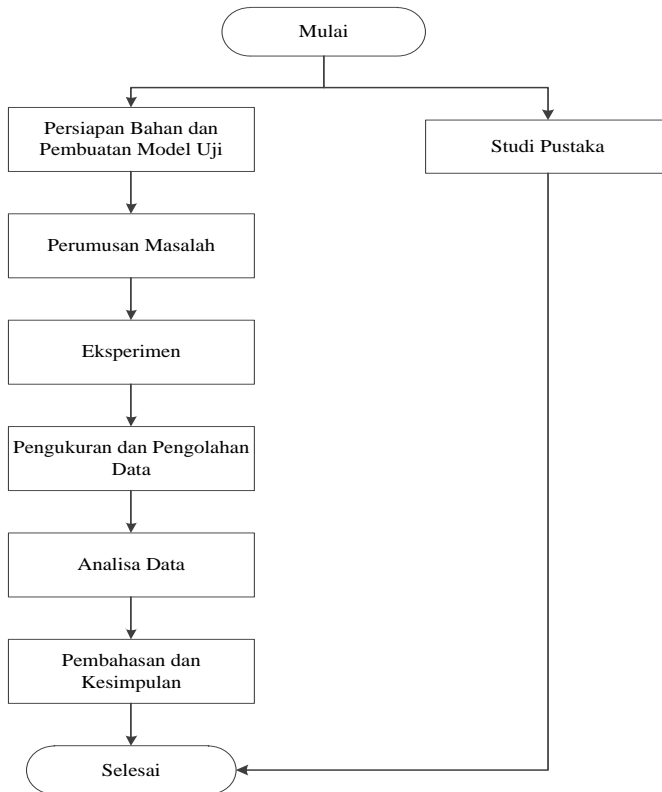 Mulai
Persiapan Bahan dan
Pembuatan Model Uji
Studi Pustaka
Perumusan Masalah
Eksperimen
Pengukuran dan Pengolahan
Data
Analisa Data
Pembahasan dan
Kesimpulan
Selesai